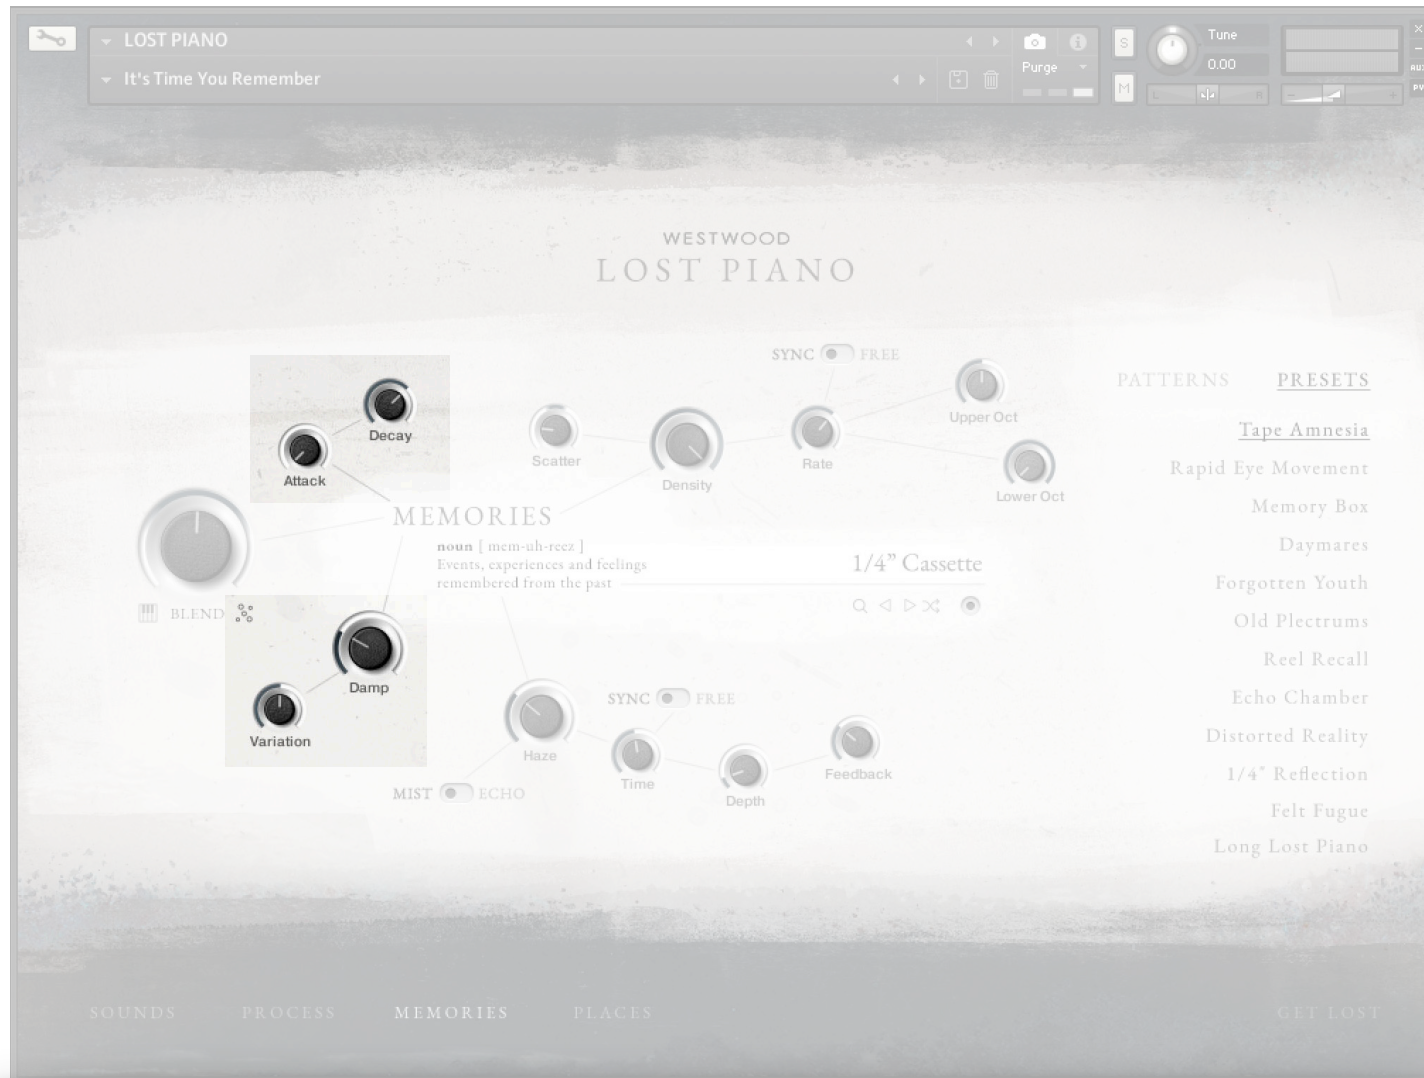 LOST PIANO
It's Time You Remember
Purge
S
M
Tune
0.00
L
R
AUX
PV
WESTWOOD
LOST PIANO
SYNC FREE
PATTERNS PRESETS
Upper Oct
Decay
Attack
Scatter
Density
Rate
Lower Oct
MEMORIES
noun [ mem-uh-reez ]
Events, experiences and feelings
remembered from the past
1/4” Cassette
BLEND
Damp
Variation
SYNC FREE
Haze
Time
Depth
Feedback
MIST ECHO
Tape Amnesia
Rapid Eye Movement
Memory Box
Daymares
Forgotten Youth
Old Plectrums
Reel Recall
Echo Chamber
Distorted Reality
1/4" Reflection
Felt Fugue
Long Lost Piano
SOUNDS PROCESS MEMORIES PLACES GET LOST